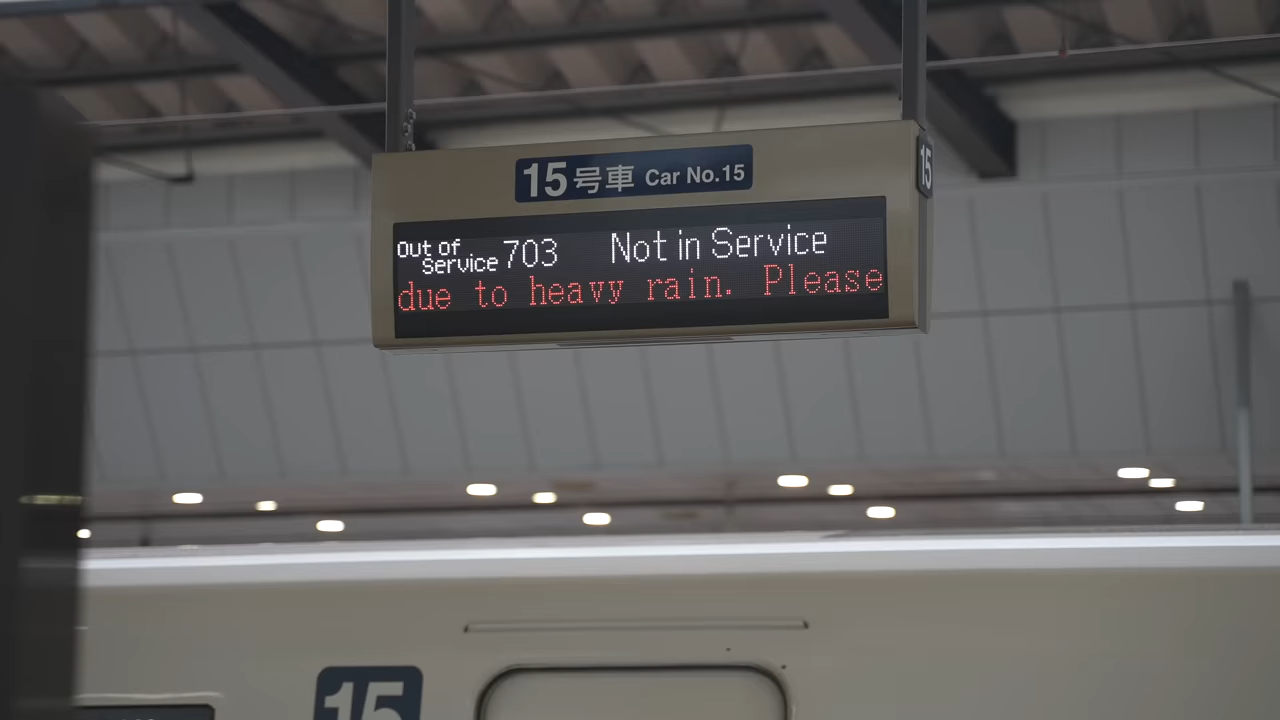 15号車 Car No.15
15
Out of Service 703 Not in Service
due to heavy rain. Please
15